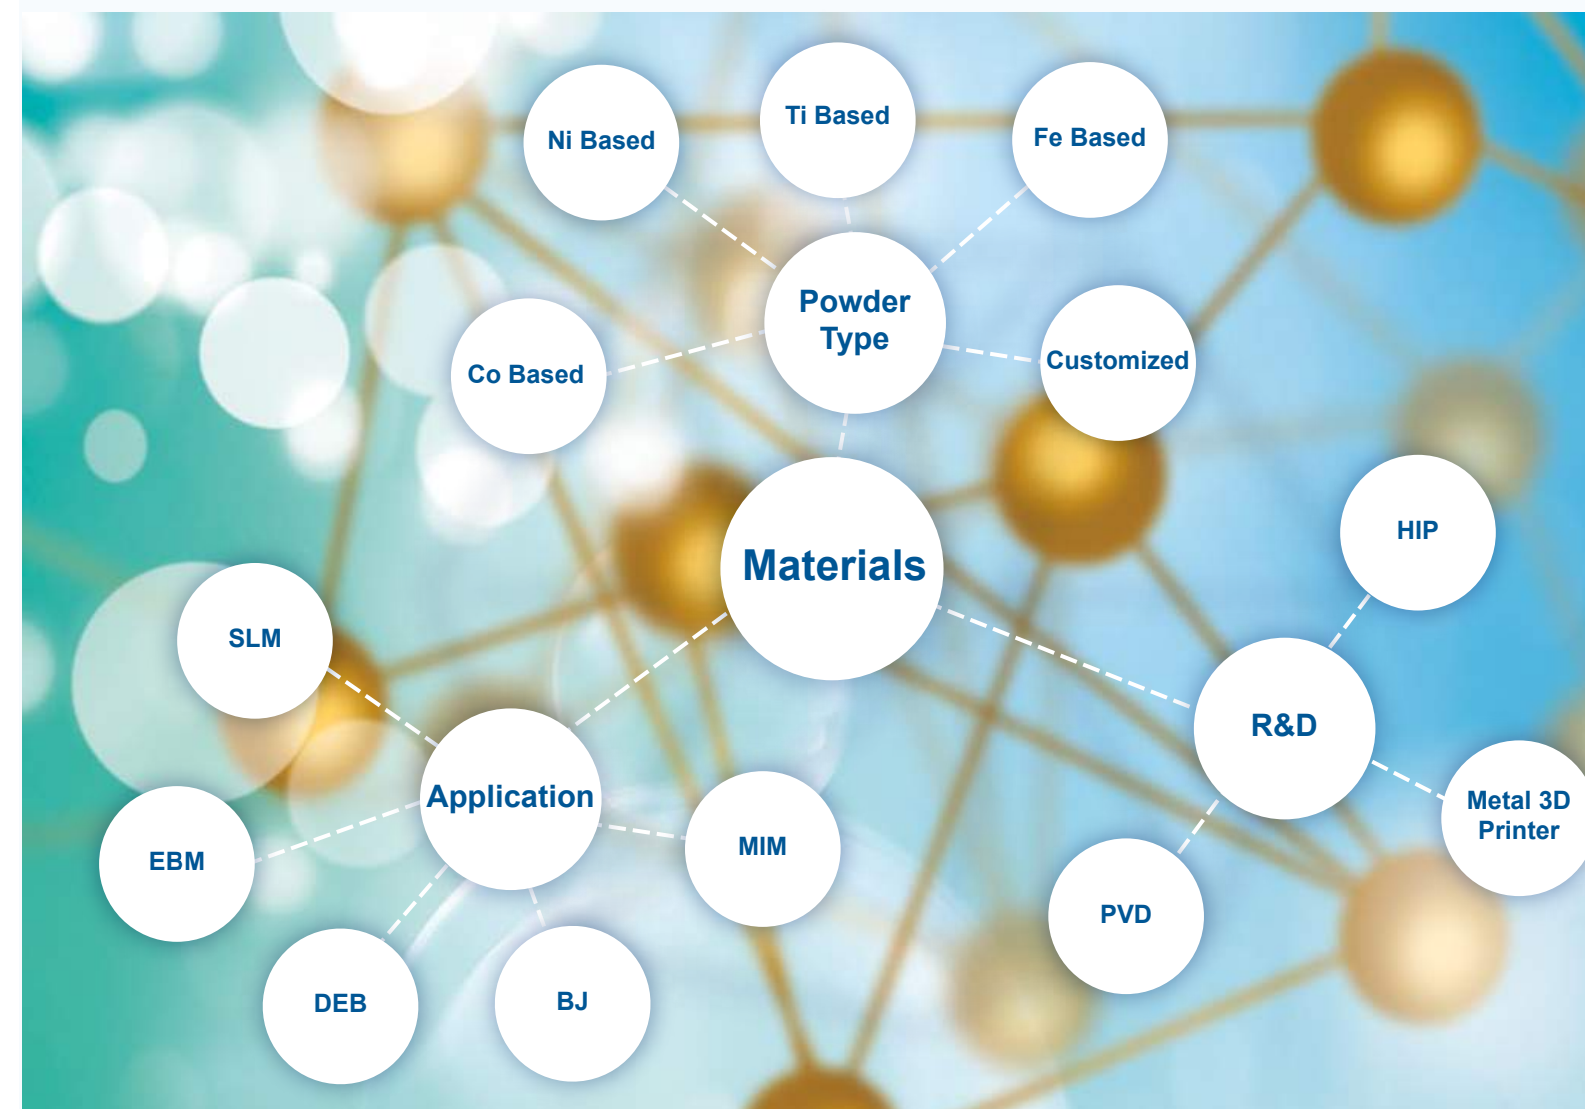 Ti Based
Ni Based
Fe Based
Powder
Type
Customized
Co Based
Materials
HIP
SLM
R&D
Application
Metal 3D
Printer
MIM
EBM
PVD
DEB
BJ